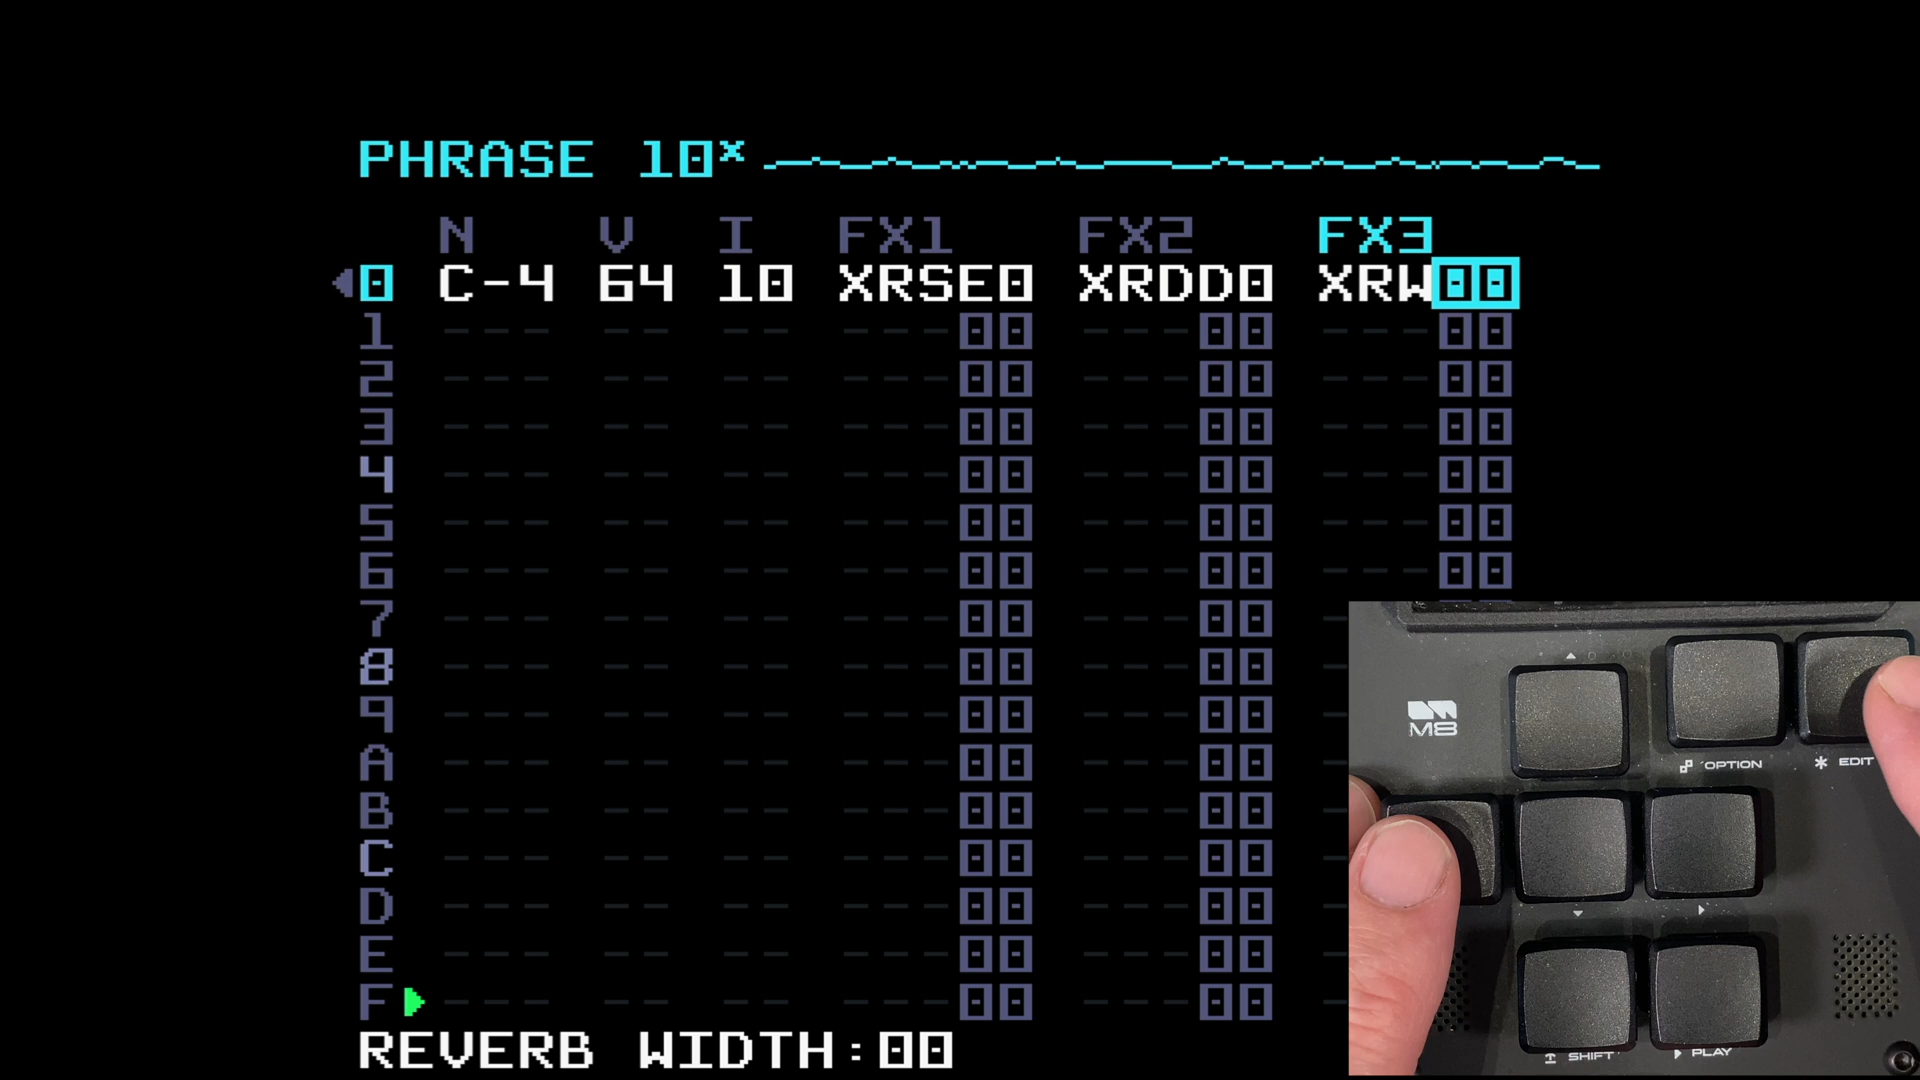 PHRASE 10*
N V I FX1 FX2 FX3
0 C-4 64 10 XRSE0 XRDD0 XRW00
1 --- -- -- ---00 ---00 ---00
2 --- -- -- ---00 ---00 ---00
3 --- -- -- ---00 ---00 ---00
4 --- -- -- ---00 ---00 ---00
5 --- -- -- ---00 ---00 ---00
6 --- -- -- ---00 ---00 ---00
7 --- -- -- ---00 ---00 -
8 --- -- -- ---00 ---00 -
9 --- -- -- ---00 ---00 -
A --- -- -- ---00 ---00 -
B --- -- -- ---00 ---00 -
C --- -- -- ---00 ---00 -
D --- -- -- ---00 ---00 -
E --- -- -- ---00 ---00 -
F --- -- -- ---00 ---00 -
REVERB WIDTH:00
M8
OPTION
EDIT
SHIFT
PLAY